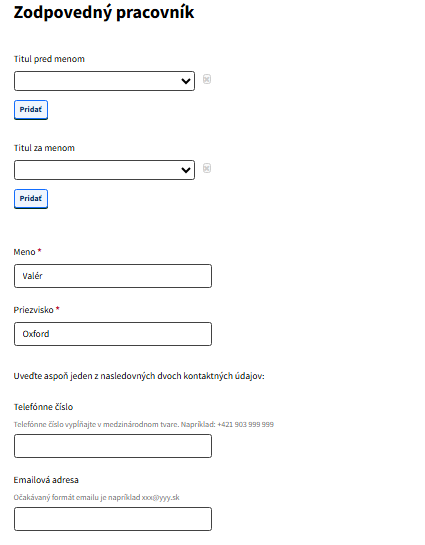 Zodpovedný pracovník
Titul pred menom
Pridať
Titul za menom
Pridať
Meno *
Valér
Priezvisko *
Oxford
Uveďte aspoň jeden z nasledovných dvoch kontaktných údajov:
Telefónne číslo
Telefónne číslo vypĺňajte v medzinárodnom tvare. Napríklad: +421 903 999 999
Emailová adresa
Očakávaný formát emailu je napríklad xxx@yyy.sk